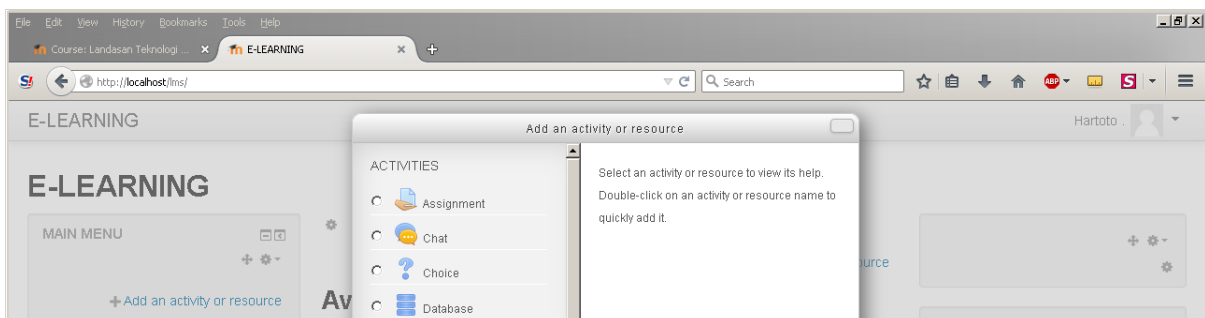 File Edit View History Bookmarks Tools Help
Course: Landasan Teknologi ... E-LEARNING
http://localhost/lms/ Search
E-LEARNING Hartoto .
Add an activity or resource
ACTIVITIES
Assignment
Chat
Choice
Database
Select an activity or resource to view its help.
Double-click on an activity or resource name to
quickly add it.
E-LEARNING
MAIN MENU
Add an activity or resource
Av
ource